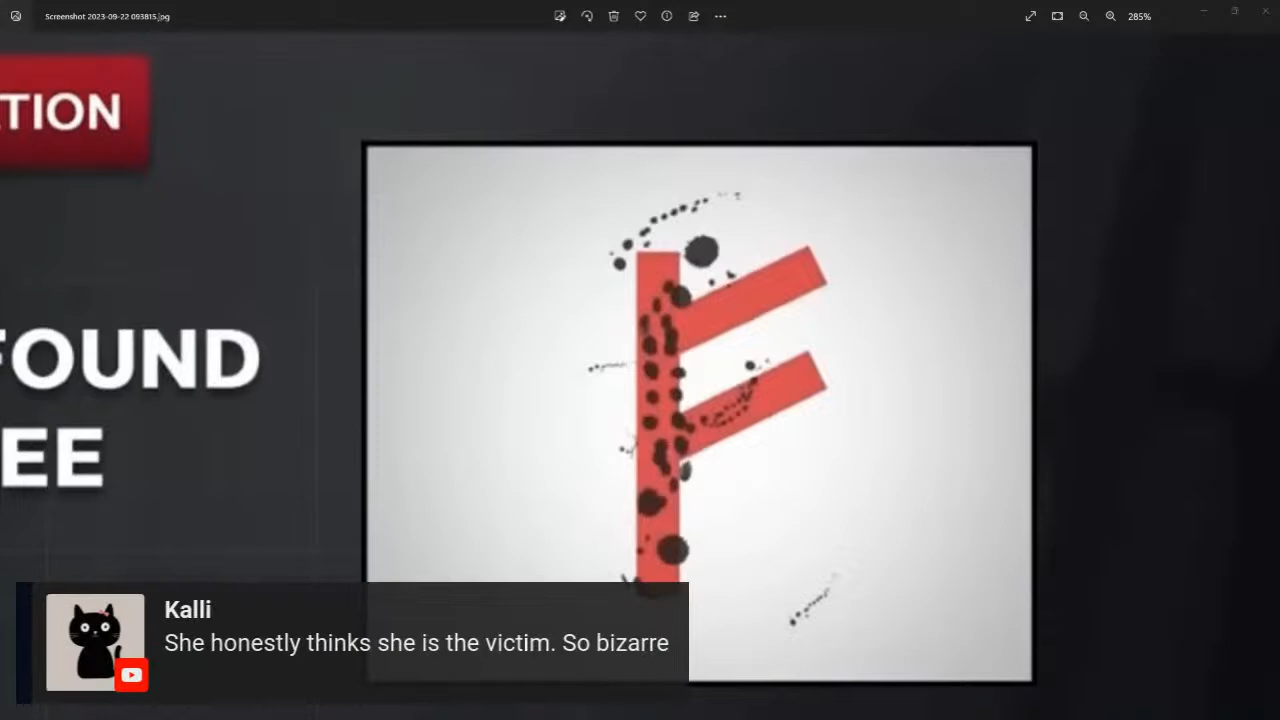 Screenshot 2023-09-22 093815.jpg
285%
TION
FOUND
EE
Kalli
She honestly thinks she is the victim. So bizarre